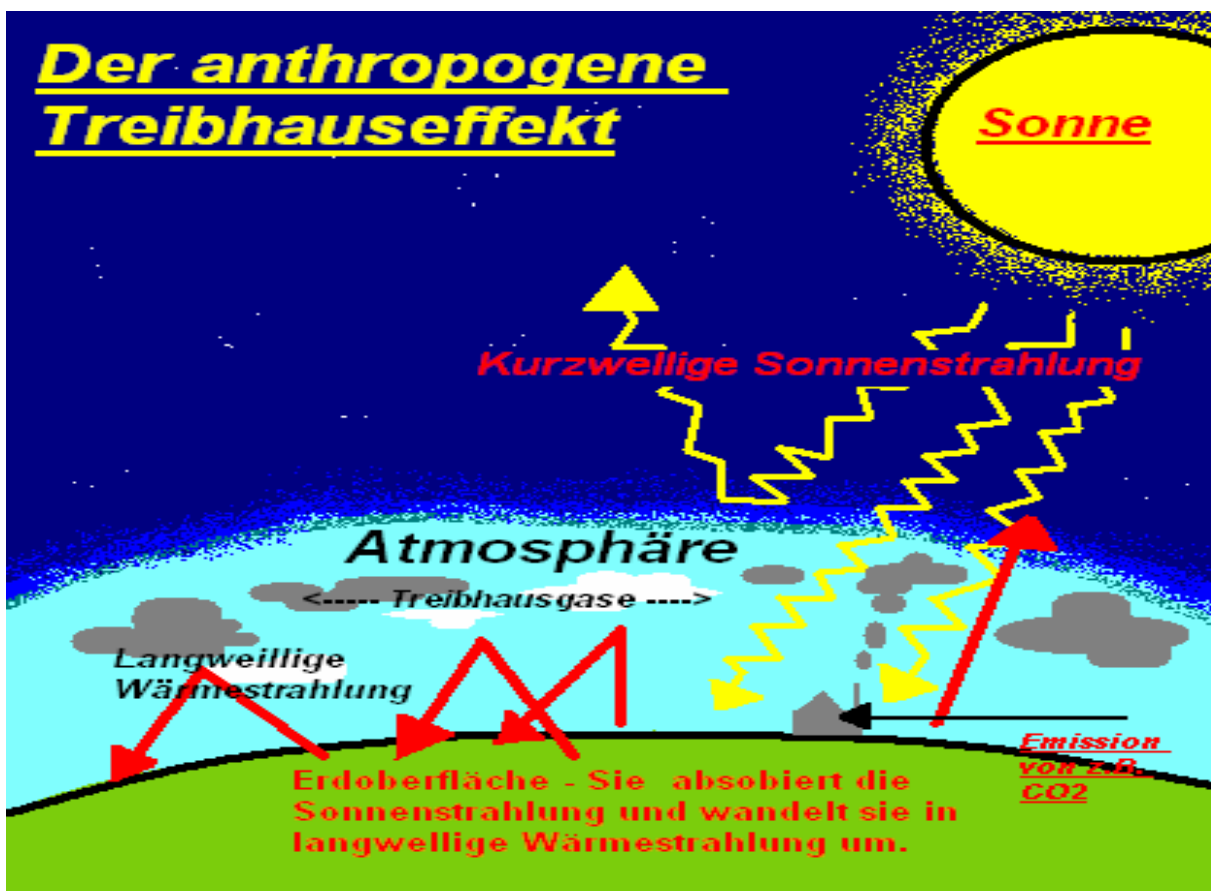 Der anthropogene
Treibhauseffekt
Sonne
Kurzwellige Sonnenstrahlung
Atmosphäre
<----- Treibhausgase ---->
Langweillige
Wärmestrahlung
Emission
von z.B.
CO2
Erdoberfläche - Sie absobiert die
Sonnenstrahlung und wandelt sie in
langwellige Wärmestrahlung um.